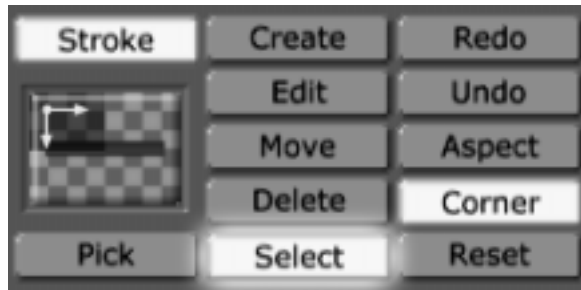 Stroke Create Redo
Edit Undo
Move Aspect
Delete Corner
Pick Select Reset